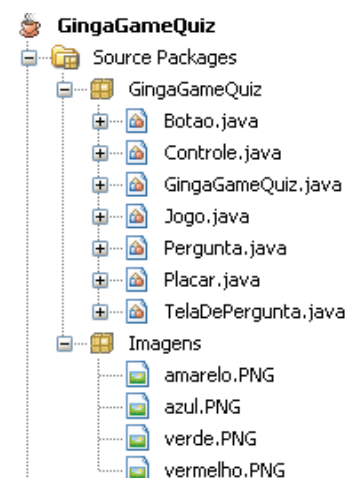 GingaGameQuiz
Source Packages
GingaGameQuiz
Botao.java
Controle.java
GingaGameQuiz.java
Jogo.java
Pergunta.java
Placar.java
TelaDePergunta.java
Imagens
amarelo.PNG
azul.PNG
verde.PNG
vermelho.PNG